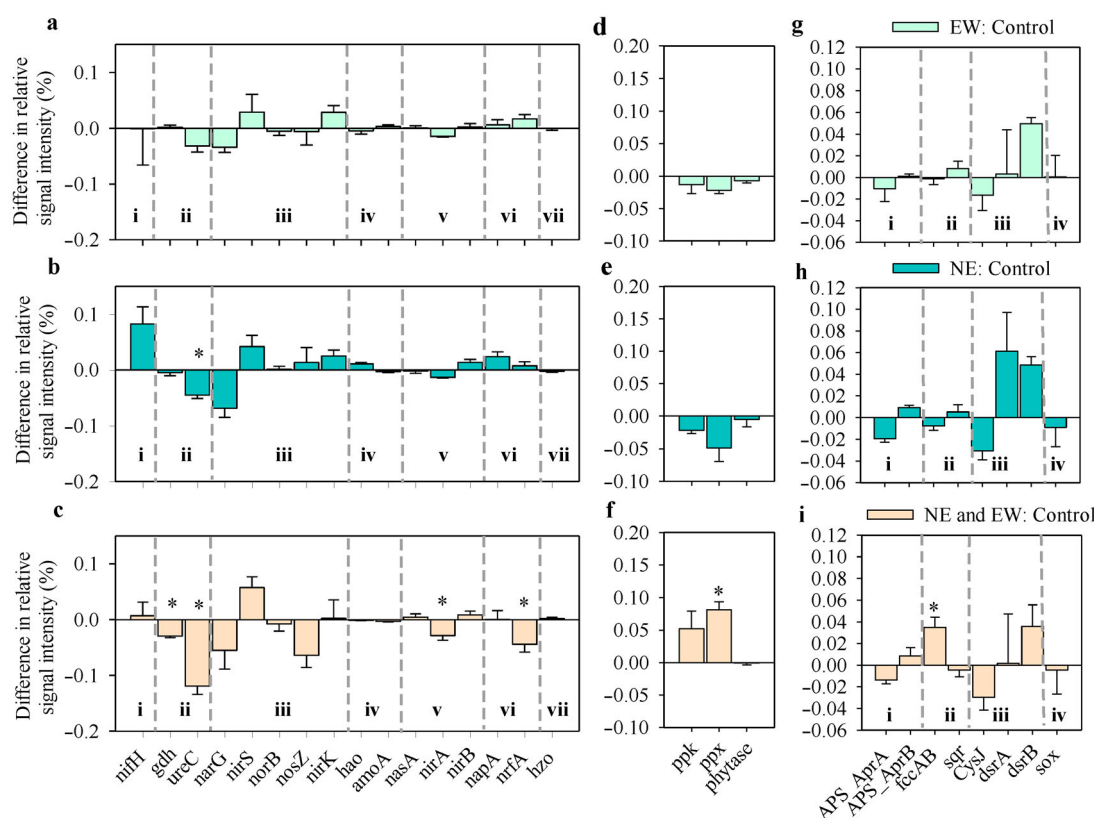 a
Difference in relative
signal intensity (%)
0.1
0.0
−0.1
−0.2
i ii iii iv v vi vii
d
0.20
0.15
0.10
0.05
0.00
−0.05
−0.10
g
EW: Control
0.12
0.10
0.08
0.06
0.04
0.02
0.00
−0.02
−0.04
−0.06
i ii iii iv
b
Difference in relative
signal intensity (%)
0.1
0.0
−0.1
−0.2
*
i ii iii iv v vi vii
e
0.20
0.15
0.10
0.05
0.00
−0.05
−0.10
h
NE: Control
0.12
0.10
0.08
0.06
0.04
0.02
0.00
−0.02
−0.04
−0.06
i ii iii iv
c
Difference in relative
signal intensity (%)
0.1
0.0
−0.1
−0.2
* * * *
i ii iii iv v vi vii
nifH
gdh
ureC
narG
nirS
norB
nosZ
nirK
hao
amoA
nasA
nirA
nirB
napA
nrfA
hzo
f
0.20
0.15
0.10
0.05
0.00
−0.05
−0.10
*
ppk
ppx
phytase
i
NE and EW: Control
0.12
0.10
0.08
0.06
0.04
0.02
0.00
−0.02
−0.04
−0.06
*
i ii iii iv
APS_AprA
APS_AprB
fccAB
sqr
CysJ
dsrA
dsrB
sox